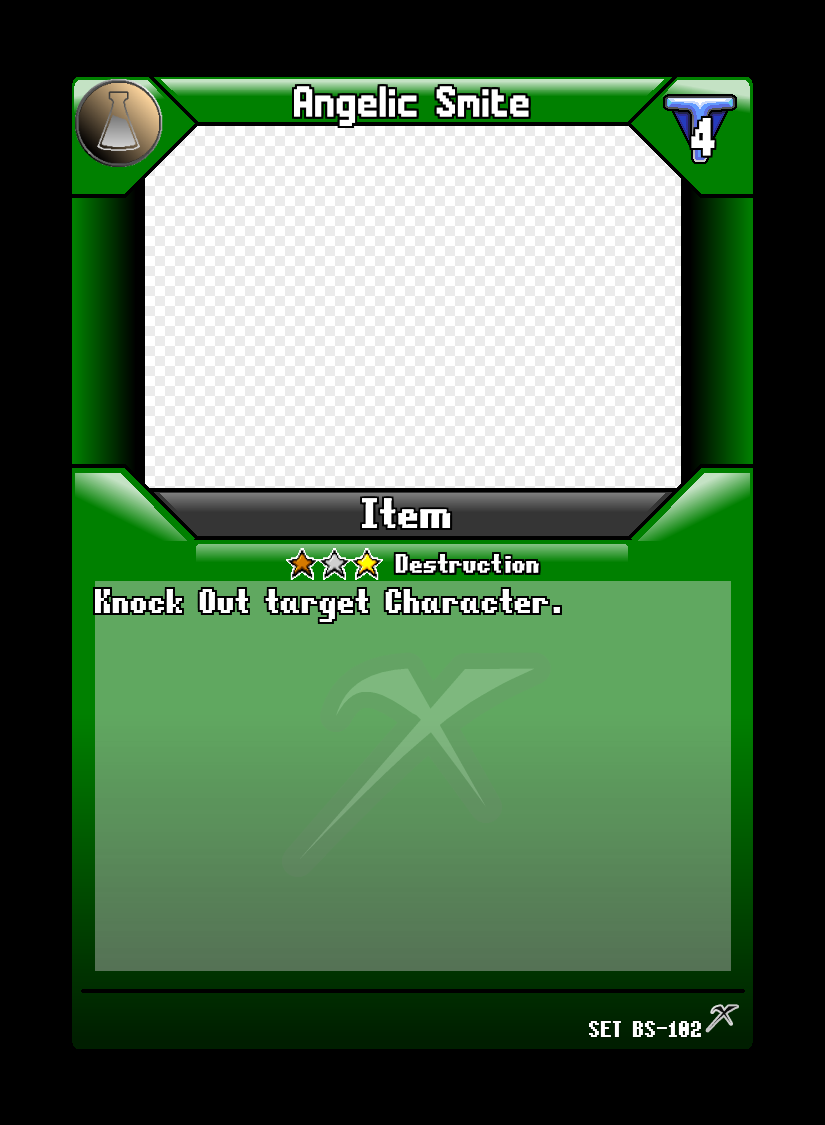 Angelic Smite
4
Item
Destruction
Knock Out target Character.
SET BS-102